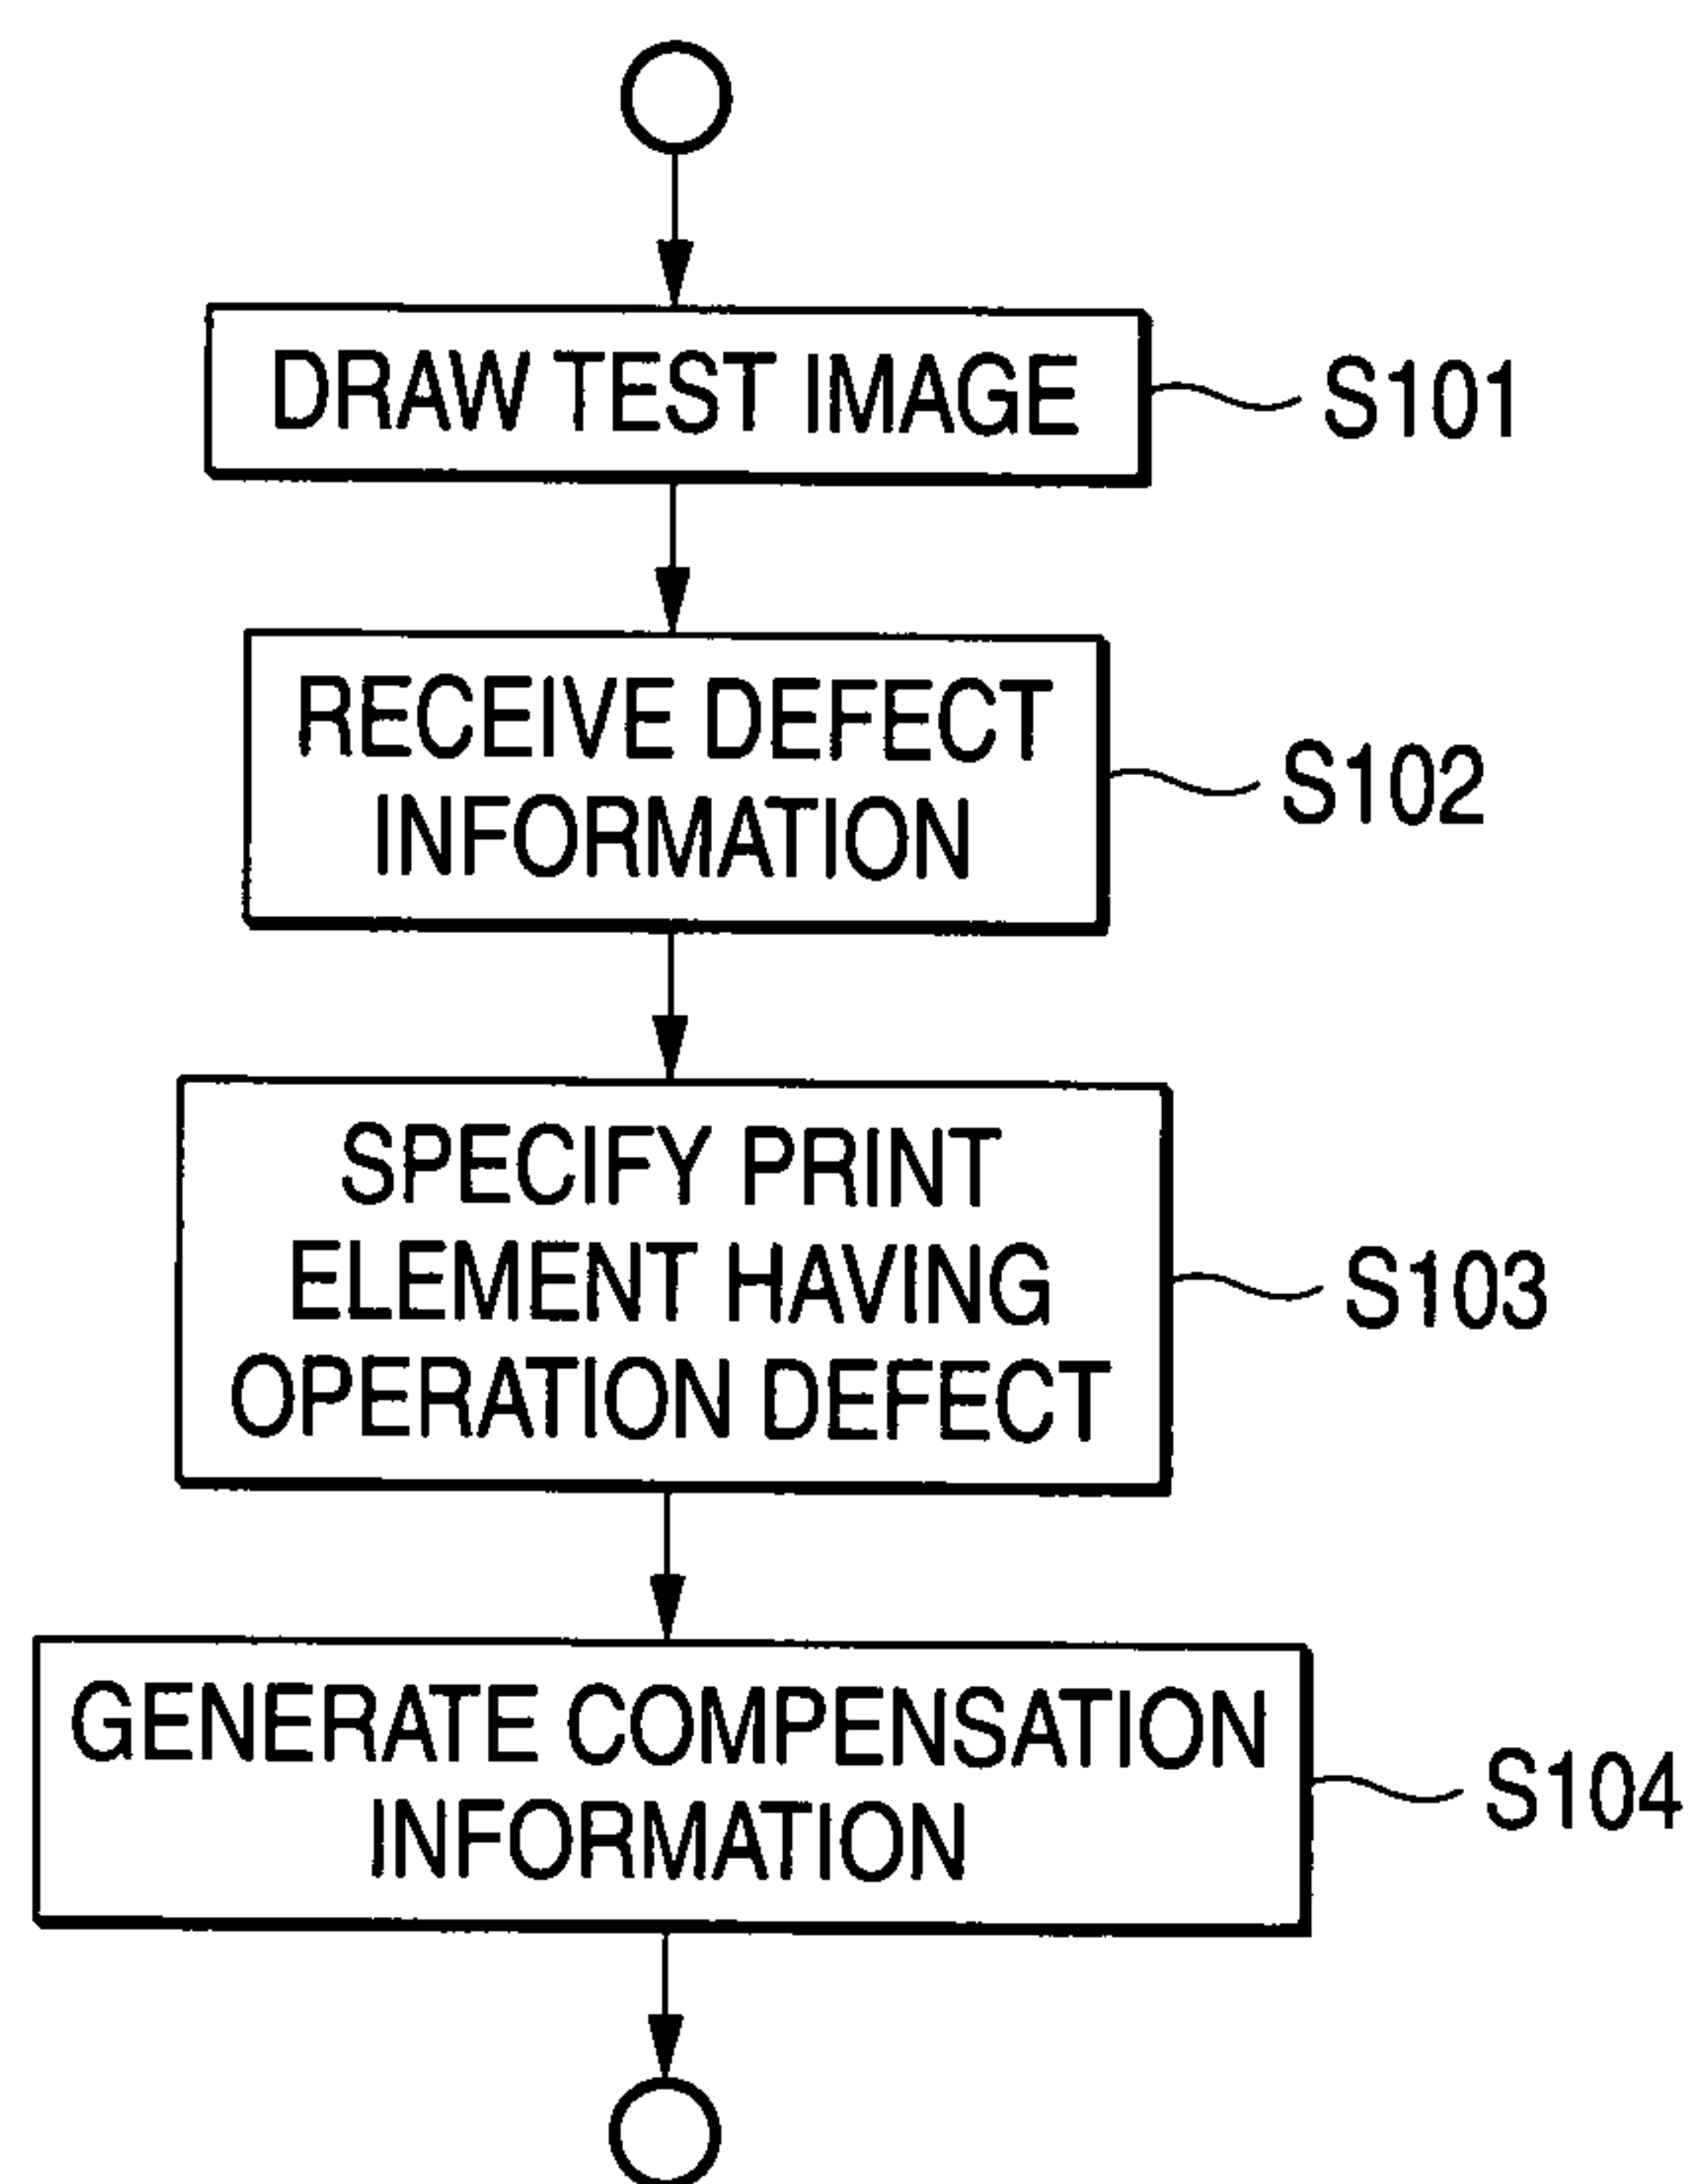 DRAW TEST IMAGE
S101
RECEIVE DEFECT
INFORMATION
S102
SPECIFY PRINT
ELEMENT HAVING
OPERATION DEFECT
S103
GENERATE COMPENSATION
INFORMATION
S104